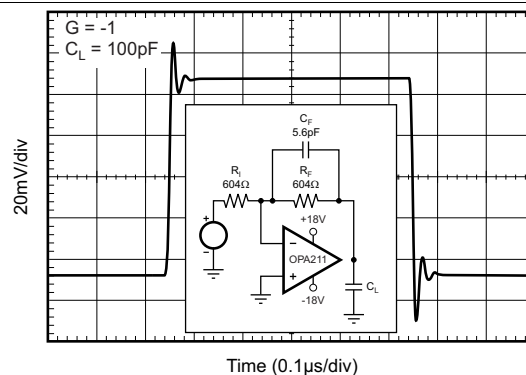 G = -1
C_L = 100pF
20mV/div
C_F
5.6pF
R_I
604Ω
R_F
604Ω
+18V
OPA211
-18V
C_L
+
–
–
+
Time (0.1µs/div)